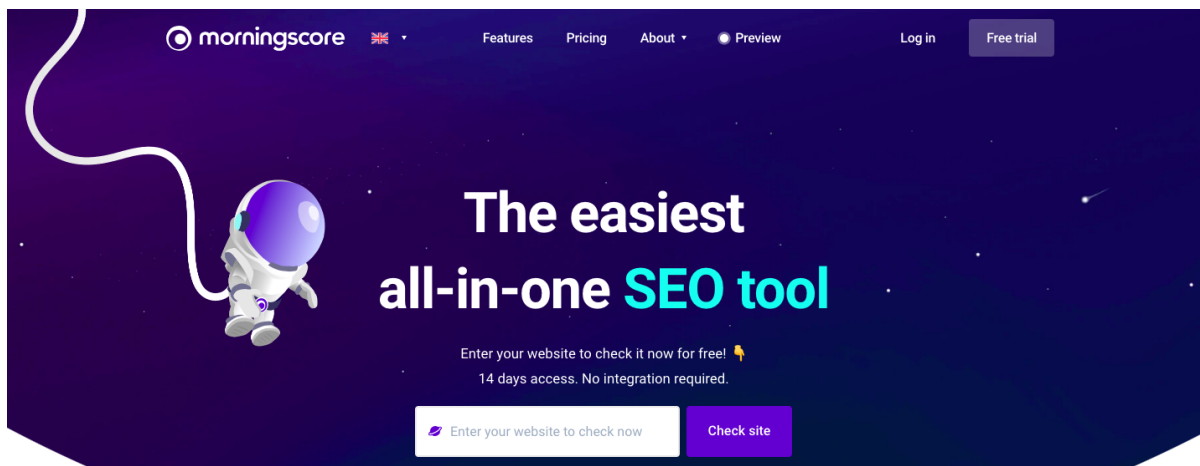 morningscore
Features
Pricing
About
Preview
Log in
Free trial
The easiest
all-in-one SEO tool
Enter your website to check it now for free! 👇
14 days access. No integration required.
Enter your website to check now
Check site